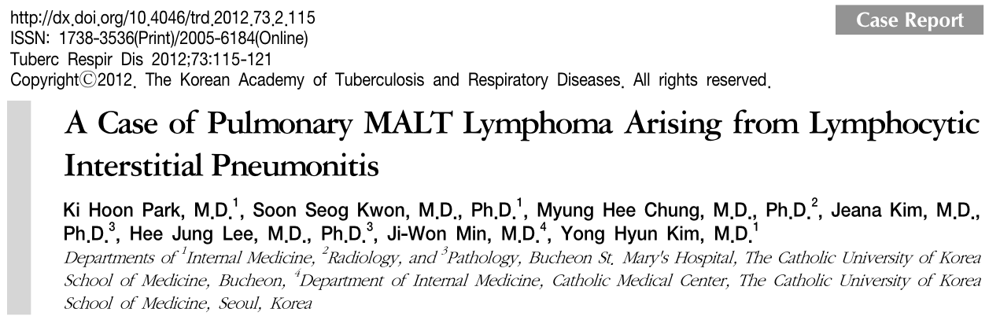 http://dx.doi.org/10.4046/trd.2012.73.2.115
ISSN: 1738-3536(Print)/2005-6184(Online)
Tuberc Respir Dis 2012;73:115-121
CopyrightⒸ2012. The Korean Academy of Tuberculosis and Respiratory Diseases. All rights reserved.
Case Report
A Case of Pulmonary MALT Lymphoma Arising from Lymphocytic
Interstitial Pneumonitis
Ki Hoon Park, M.D.¹, Soon Seog Kwon, M.D., Ph.D.¹, Myung Hee Chung, M.D., Ph.D.², Jeana Kim, M.D.,
Ph.D.³, Hee Jung Lee, M.D., Ph.D.³, Ji-Won Min, M.D.⁴, Yong Hyun Kim, M.D.¹
Departments of ¹Internal Medicine, ²Radiology, and ³Pathology, Bucheon St. Mary's Hospital, The Catholic University of Korea
School of Medicine, Bucheon, ⁴Department of Internal Medicine, Catholic Medical Center, The Catholic University of Korea
School of Medicine, Seoul, Korea